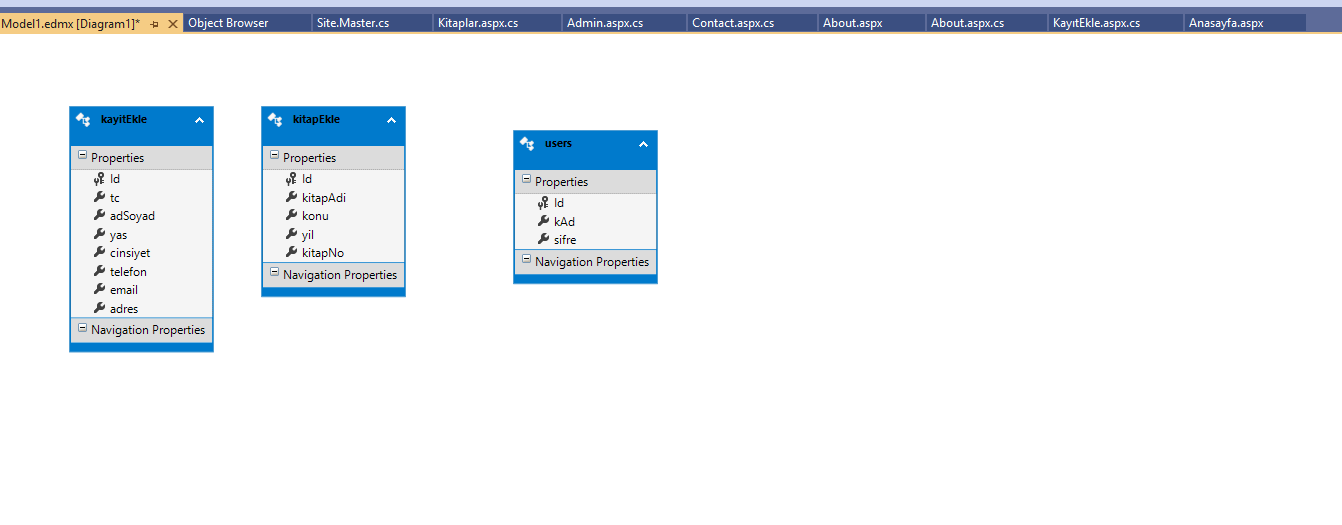 Model1.edmx [Diagram1]* Object Browser Site.Master.cs Kitaplar.aspx.cs Admin.aspx.cs Contact.aspx.cs About.aspx About.aspx.cs KayıtEkle.aspx.cs Anasayfa.aspx
kayitEkle
Properties
Id
tc
adSoyad
yas
cinsiyet
telefon
email
adres
Navigation Properties
kitapEkle
Properties
Id
kitapAdi
konu
yil
kitapNo
Navigation Properties
users
Properties
Id
kAd
sifre
Navigation Properties